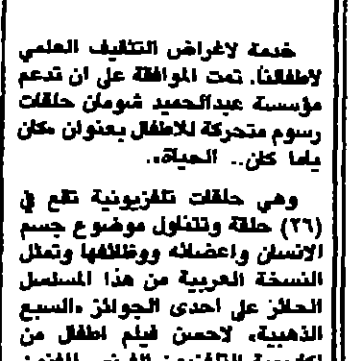 خدمة لاغراض التثقيف العلمي
لاطفالنا. تمت الموافقة على ان تدعم
مؤسسة عبدالحميد شومان حلقات
رسوم متحركة للاطفال بعنوان «كان
ياما كان.. الحياة».
وهي حلقات تلفزيونية تقع في
(٢٦) حلقة وتتناول موضوع جسم
الانسان واعضائه ووظائفها وتمثل
النسخة العربية من هذا المسلسل
الحائز على احدى الجوائز «السبع
الذهبية» لاحسن فيلم اطفال من